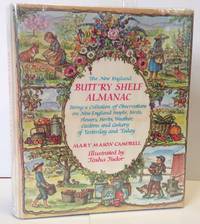 The New England
BUTT'RY SHELF
ALMANAC
Being a Collation of Observations
on New England People, Birds,
Flowers, Herbs, Weather,
Customs, and Cookery
of Yesterday and Today
MARY MASON CAMPBELL
Illustrated by
Tasha Tudor